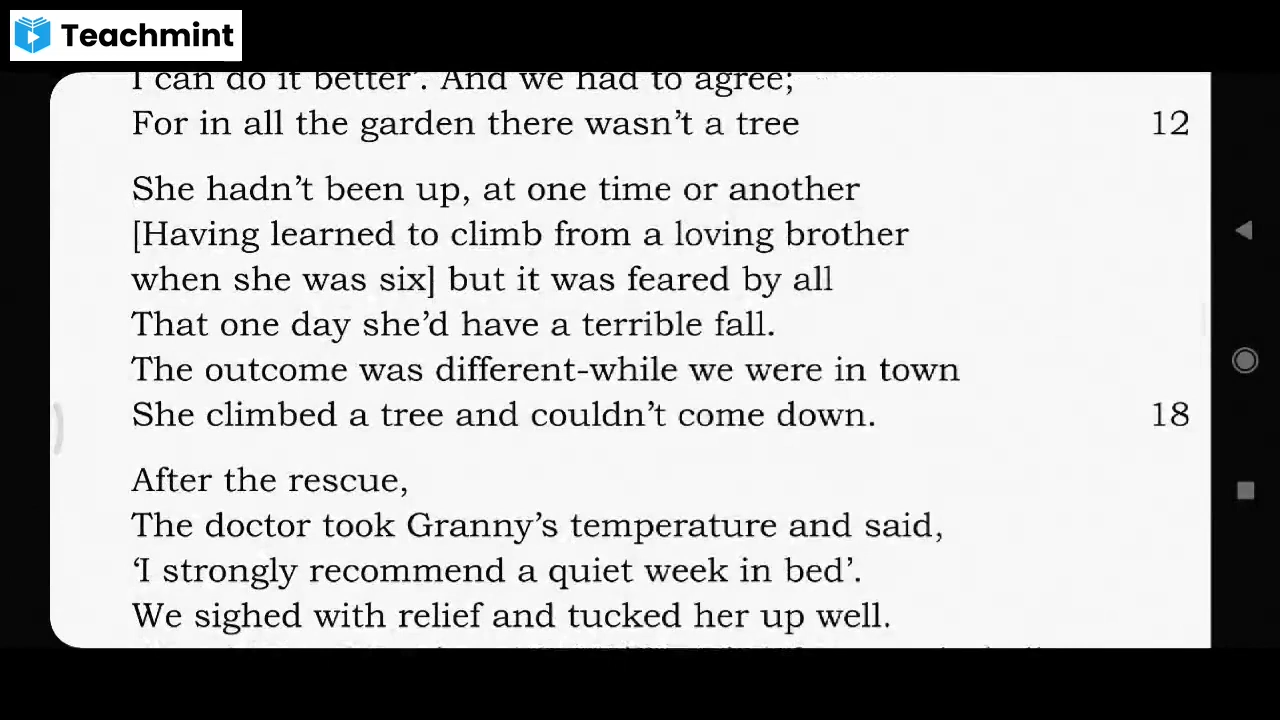 Teachmint
I can do it better'. And we had to agree;
For in all the garden there wasn't a tree 12
She hadn't been up, at one time or another
[Having learned to climb from a loving brother
when she was six] but it was feared by all
That one day she'd have a terrible fall.
The outcome was different-while we were in town
She climbed a tree and couldn't come down. 18
After the rescue,
The doctor took Granny's temperature and said,
‘I strongly recommend a quiet week in bed’.
We sighed with relief and tucked her up well.